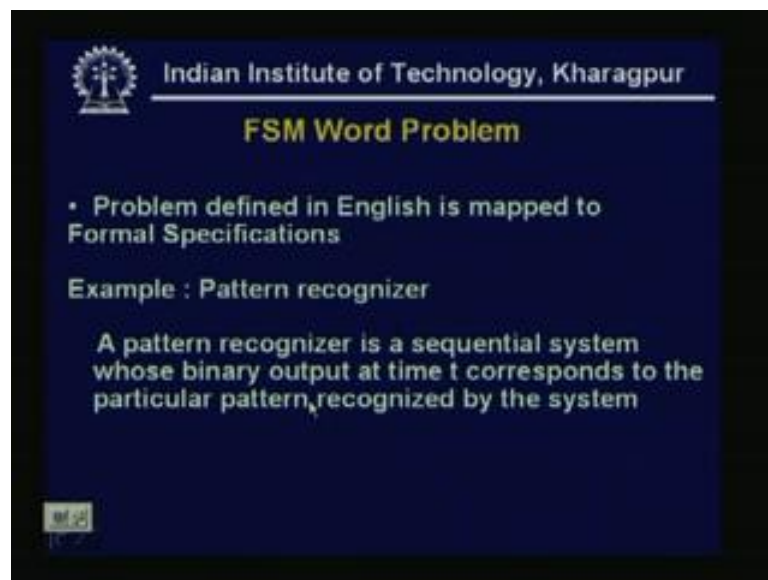 Indian Institute of Technology, Kharagpur
FSM Word Problem
• Problem defined in English is mapped to
Formal Specifications
Example : Pattern recognizer
A pattern recognizer is a sequential system
whose binary output at time t corresponds to the
particular pattern recognized by the system